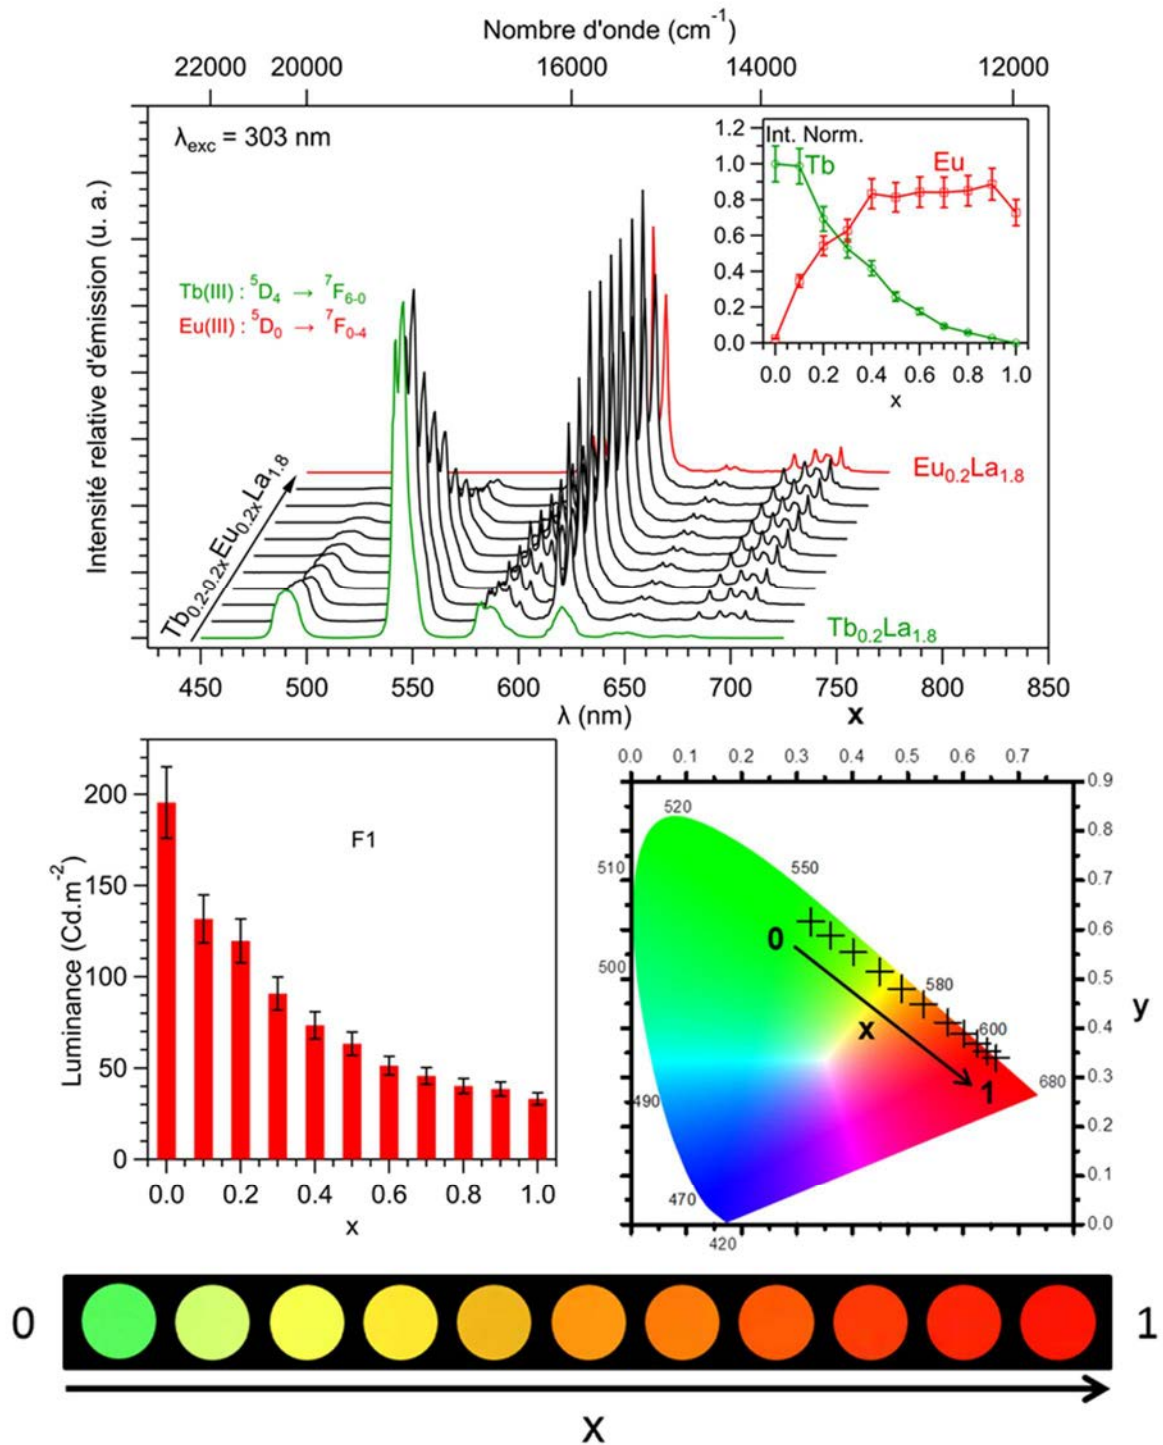 Nombre d'onde (cm⁻¹)
22000 20000 16000 14000 12000
λexc = 303 nm
Int. Norm.
Tb
Eu
1.2
1.0
0.8
0.6
0.4
0.2
0.0
0.0 0.2 0.4 0.6 0.8 1.0
x
Intensité relative d'émission (u. a.)
Tb(III) : ⁵D₄ → ⁷F₆₋₀
Eu(III) : ⁵D₀ → ⁷F₀₋₄
Tb0.2-0.2xEu0.2xLa1.8
Eu0.2La1.8
Tb0.2La1.8
450 500 550 600 650 700 750 800 850
λ (nm)
x
Luminance (Cd.m⁻²)
200
150
100
50
0
F1
0.0 0.2 0.4 0.6 0.8 1.0
x
0.0 0.1 0.2 0.3 0.4 0.5 0.6 0.7
0.9
0.8
0.7
0.6
0.5
0.4
0.3
0.2
0.1
0.0
y
520
510
550
500
580
600
490
680
470
420
0
x
1
0
1
X